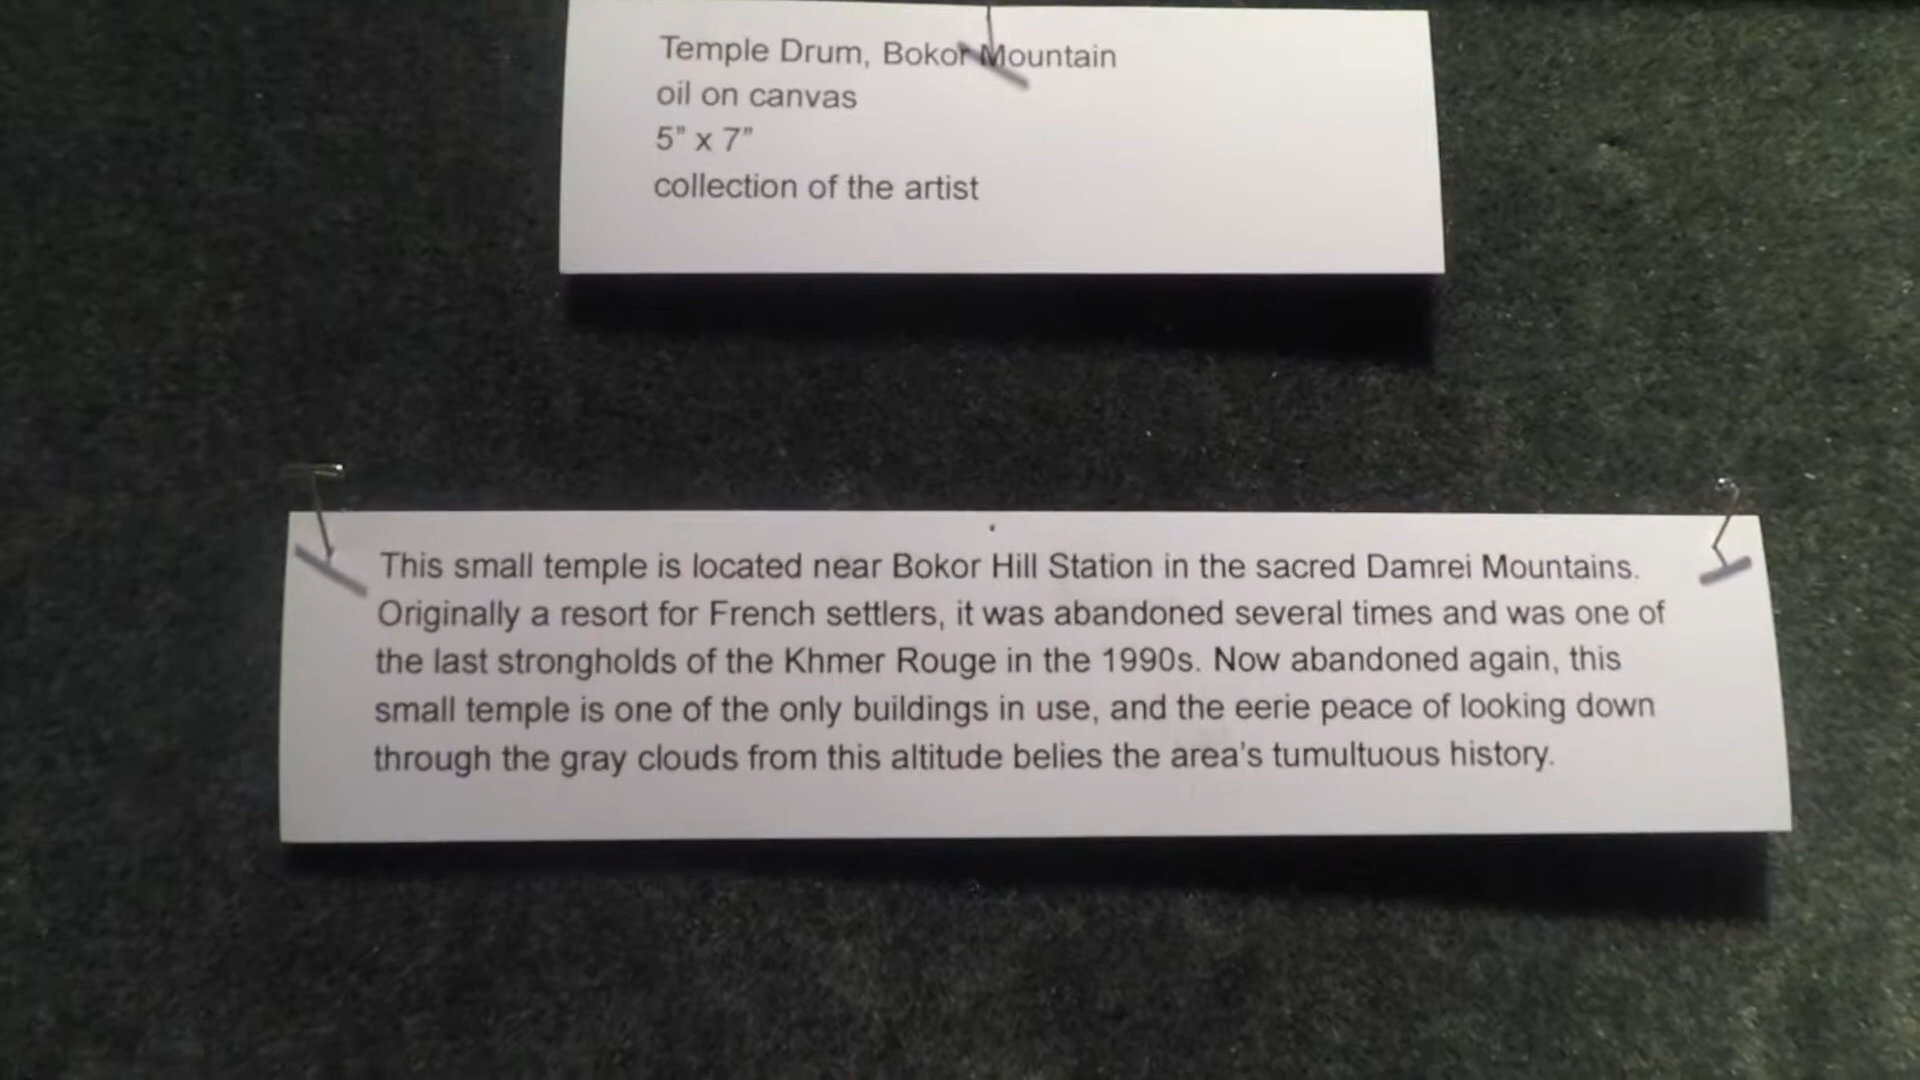 Temple Drum, Bokor Mountain
oil on canvas
5” x 7”
collection of the artist
This small temple is located near Bokor Hill Station in the sacred Damrei Mountains.
Originally a resort for French settlers, it was abandoned several times and was one of
the last strongholds of the Khmer Rouge in the 1990s. Now abandoned again, this
small temple is one of the only buildings in use, and the eerie peace of looking down
through the gray clouds from this altitude belies the area's tumultuous history.